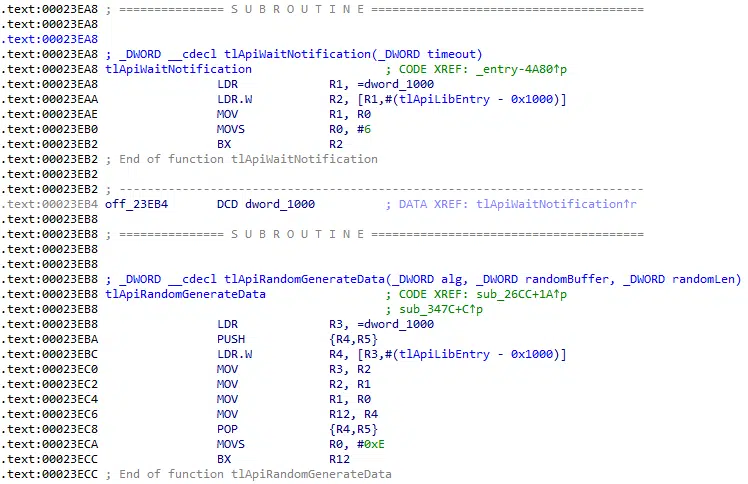 .text:00023EA8 ; =============== S U B R O U T I N E =======================================
.text:00023EA8
.text:00023EA8
.text:00023EA8 ; _DWORD __cdecl tlApiWaitNotification(_DWORD timeout)
.text:00023EA8 tlApiWaitNotification ; CODE XREF: _entry-4A80↑p
.text:00023EA8 LDR R1, =dword_1000
.text:00023EAA LDR.W R2, [R1,#(tlApiLibEntry - 0x1000)]
.text:00023EAE MOV R1, R0
.text:00023EB0 MOVS R0, #6
.text:00023EB2 BX R2
.text:00023EB2 ; End of function tlApiWaitNotification
.text:00023EB2
.text:00023EB2 ; ---------------------------------------------------------------------------
.text:00023EB4 off_23EB4 DCD dword_1000 ; DATA XREF: tlApiWaitNotification↑r
.text:00023EB8
.text:00023EB8 ; =============== S U B R O U T I N E =======================================
.text:00023EB8
.text:00023EB8
.text:00023EB8 ; _DWORD __cdecl tlApiRandomGenerateData(_DWORD alg, _DWORD randomBuffer, _DWORD randomLen)
.text:00023EB8 tlApiRandomGenerateData ; CODE XREF: sub_26CC+1A↑p
.text:00023EB8 ; sub_347C+C↑p
.text:00023EB8 LDR R3, =dword_1000
.text:00023EBA PUSH {R4,R5}
.text:00023EBC LDR.W R4, [R3,#(tlApiLibEntry - 0x1000)]
.text:00023EC0 MOV R3, R2
.text:00023EC2 MOV R2, R1
.text:00023EC4 MOV R1, R0
.text:00023EC6 MOV R12, R4
.text:00023EC8 POP {R4,R5}
.text:00023ECA MOVS R0, #0xE
.text:00023ECC BX R12
.text:00023ECC ; End of function tlApiRandomGenerateData